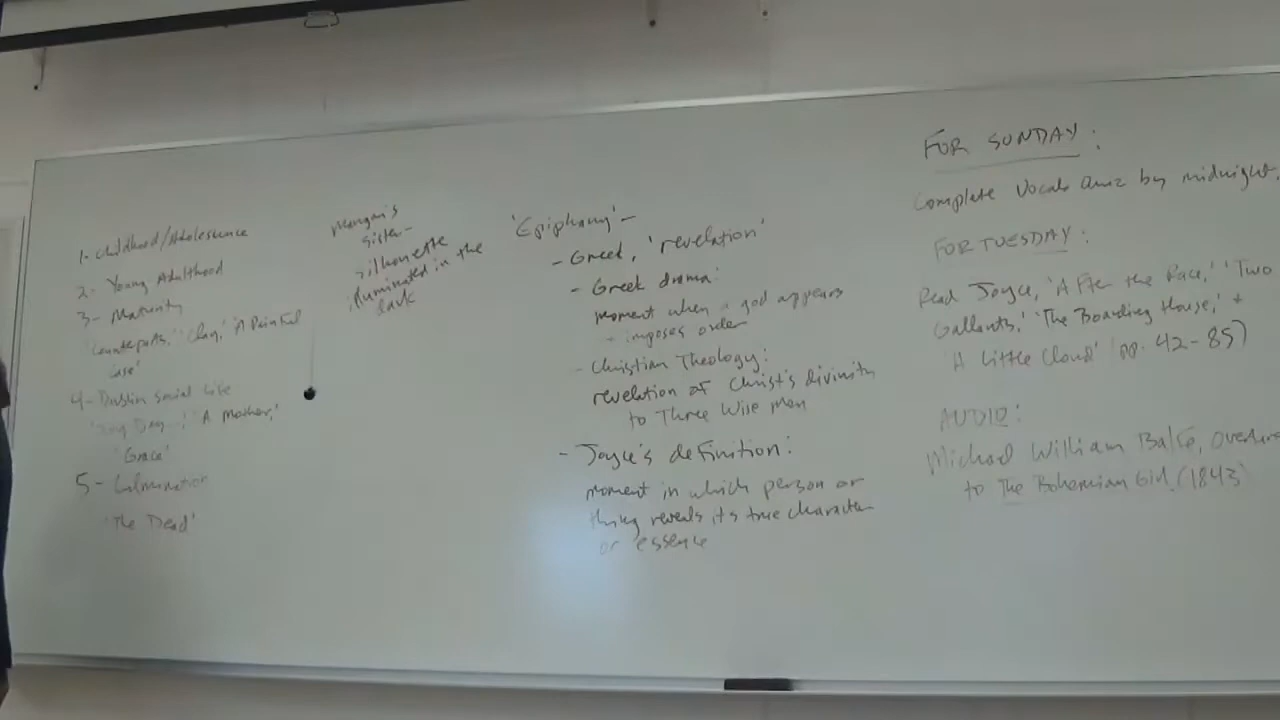 1- Childhood/Adolescence
2- Young Adulthood
3- Maturity
'Counterparts,' 'Clay,' 'A Painful
Case'
4- Dublin Social Life
'Ivy Day...,' 'A Mother,'
'Grace'
5- Culmination
'The Dead'
Mangan's
sister-
silhouette
illuminated in the
dark
'Epiphany'-
- Greek, 'revelation'
- Greek drama:
moment when a god appears
+ imposes order
- Christian Theology:
revelation of Christ's divinity
to Three Wise Men
- Joyce's definition:
moment in which person or
thing reveals its true character
or essence
FOR SUNDAY:
Complete Vocab Quiz by midnight.
FOR TUESDAY:
Read Joyce, 'After the Race,' 'Two
Gallants,' 'The Boarding House,' +
'A Little Cloud' (pp. 42-85)
AUDIO:
Michael William Balfe,
to The Bohemian Girl (1843)